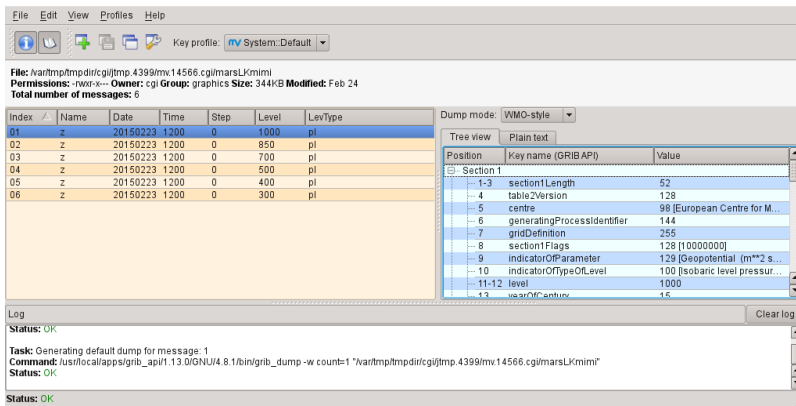 File Edit View Profiles Help
Key profile: mv System::Default
File: /var/tmp/tmpdir/cgi/jtmp.4399/mv.14566.cgi/marsLKmimi
Permissions: -rwxr-x--- Owner: cgi Group: graphics Size: 344KB Modified: Feb 24
Total number of messages: 6
Index Name Date Time Step Level LevType
01 z 20150223 1200 0 1000 pl
02 z 20150223 1200 0 850 pl
03 z 20150223 1200 0 700 pl
04 z 20150223 1200 0 500 pl
05 z 20150223 1200 0 400 pl
06 z 20150223 1200 0 300 pl
Dump mode: WMO-style
Tree view Plain text
Position Key name (GRIB API) Value
Section 1
1-3 section1Length 52
4 table2Version 128
5 centre 98 [European Centre for M...
6 generatingProcessIdentifier 144
7 gridDefinition 255
8 section1Flags 128 [10000000]
9 indicatorOfParameter 129 [Geopotential (m**2 s...
10 indicatorOfTypeOfLevel 100 [Isobaric level pressur...
11-12 level 1000
13 yearOfCentury 15
Log Clear log
Status: OK
Task: Generating default dump for message: 1
Command: /usr/local/apps/grib_api/1.13.0/GNU/4.8.1/bin/grib_dump -w count=1 "/var/tmp/tmpdir/cgi/jtmp.4399/mv.14566.cgi/marsLKmimi"
Status: OK
Status: OK